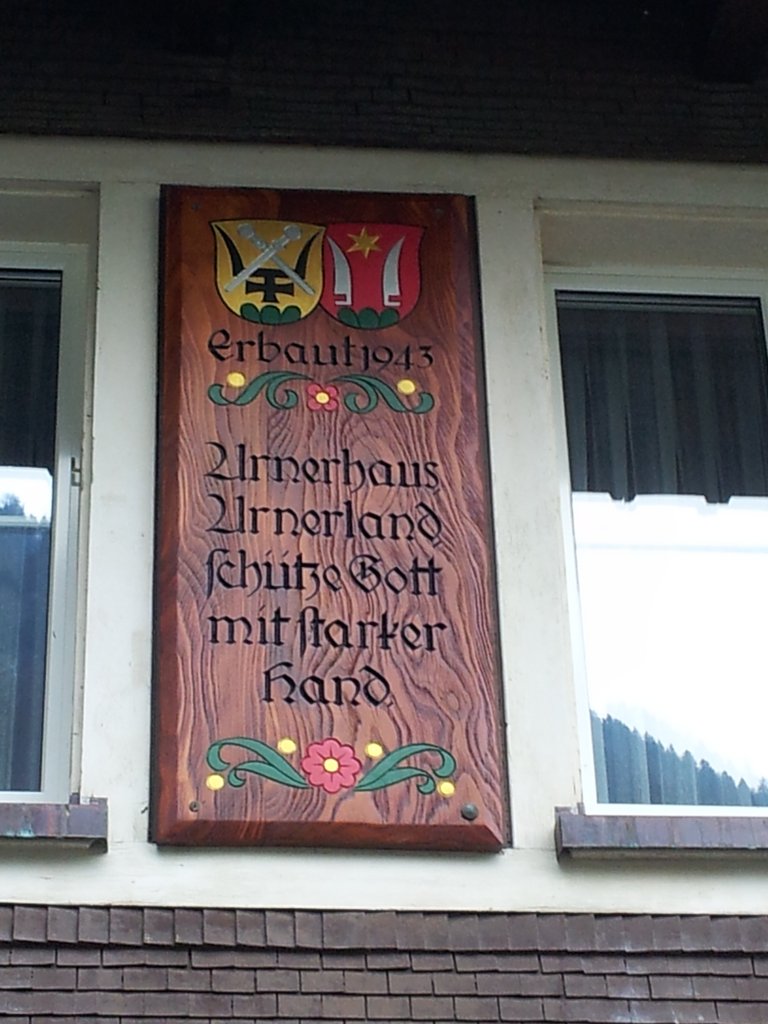 Erbaut 1943
Urnerhaus
Urnerland
schütze Gott
mit starker
Hand